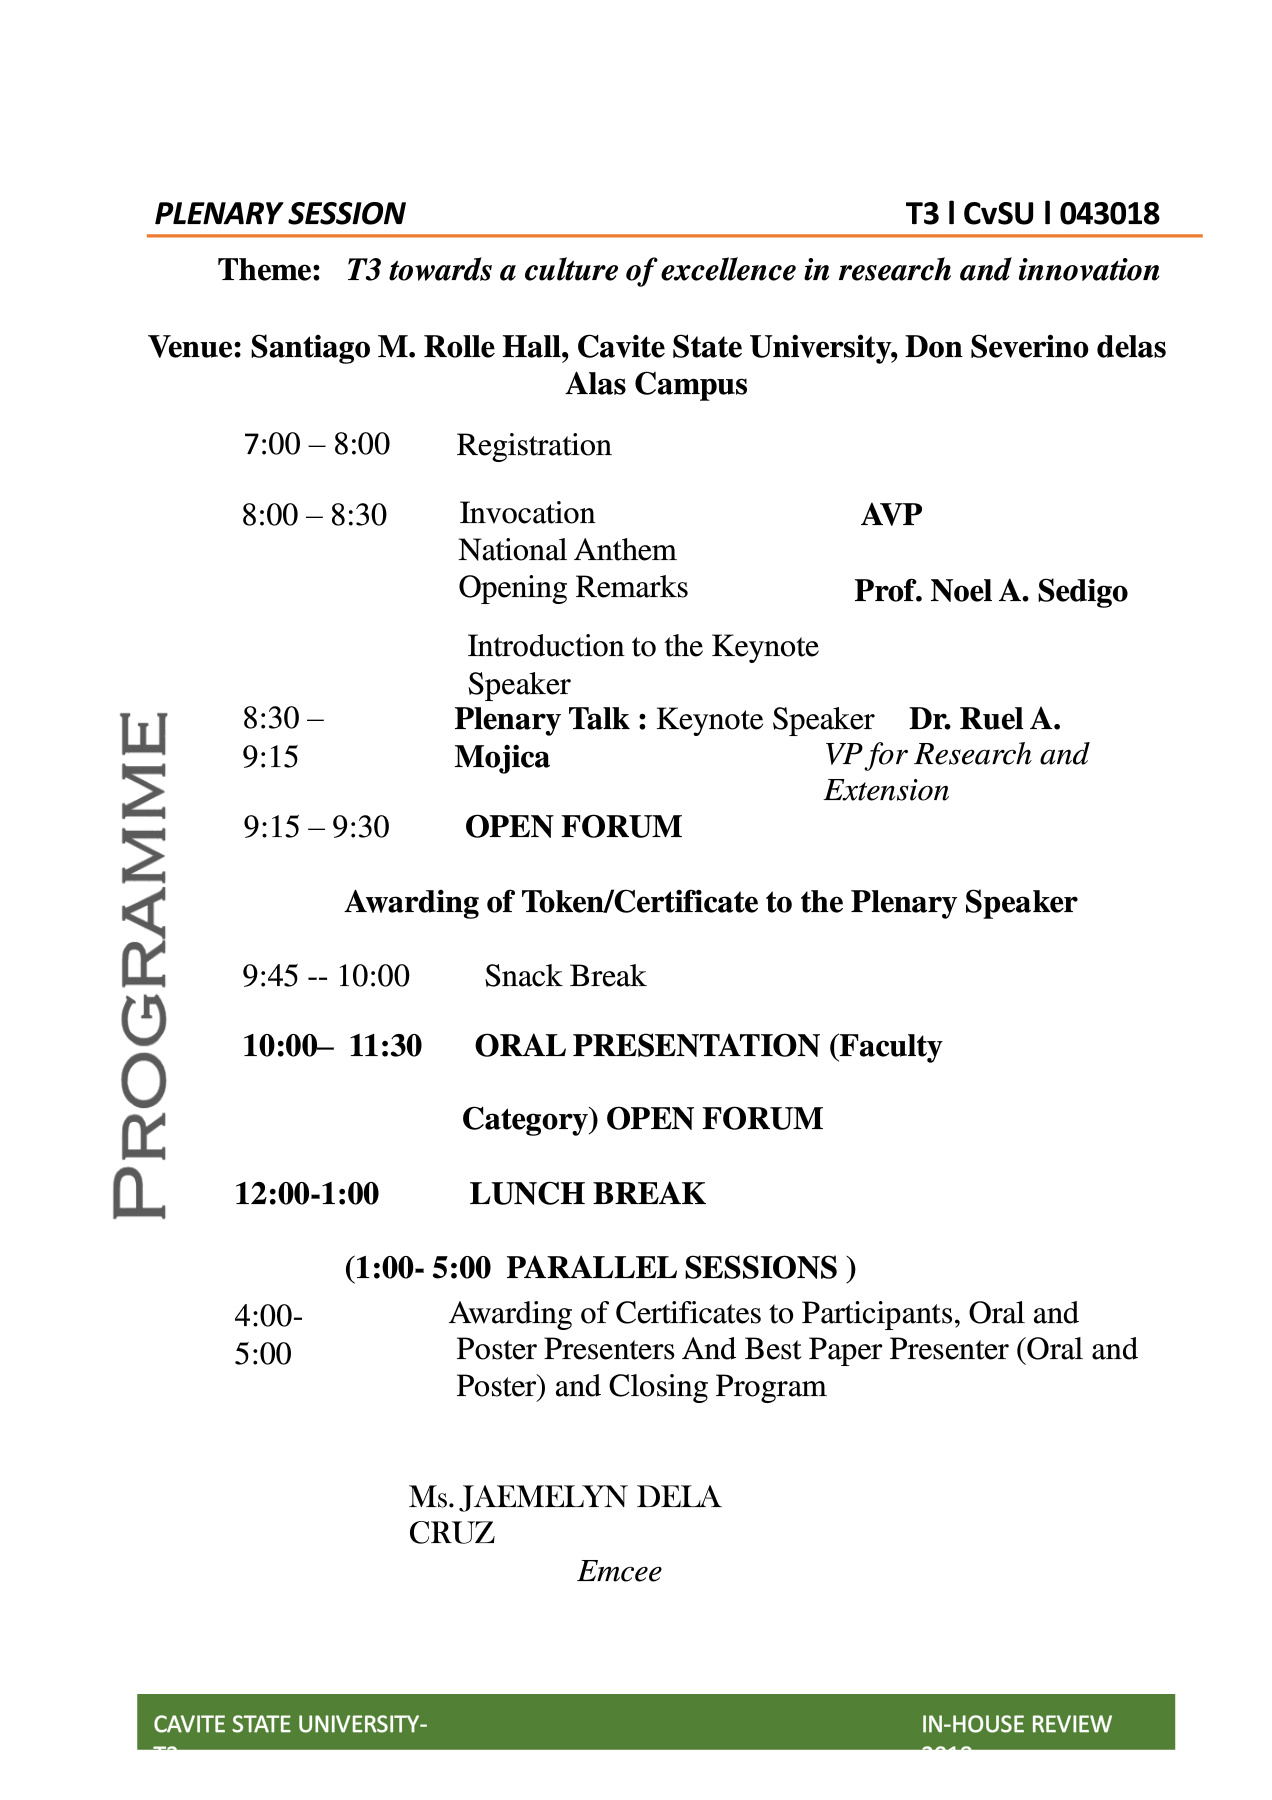 PLENARY SESSION T3 l CvSU l 043018
Theme: T3 towards a culture of excellence in research and innovation
Venue: Santiago M. Rolle Hall, Cavite State University, Don Severino delas
Alas Campus
7:00 – 8:00 Registration
8:00 – 8:30 Invocation AVP
National Anthem
Opening Remarks Prof. Noel A. Sedigo
Introduction to the Keynote
Speaker
8:30 – Plenary Talk : Keynote Speaker Dr. Ruel A.
9:15 Mojica VP for Research and
Extension
9:15 – 9:30 OPEN FORUM
Awarding of Token/Certificate to the Plenary Speaker
9:45 -- 10:00 Snack Break
10:00– 11:30 ORAL PRESENTATION (Faculty
Category) OPEN FORUM
12:00-1:00 LUNCH BREAK
(1:00- 5:00 PARALLEL SESSIONS )
4:00- Awarding of Certificates to Participants, Oral and
5:00 Poster Presenters And Best Paper Presenter (Oral and
Poster) and Closing Program
Ms. JAEMELYN DELA
CRUZ
Emcee
PROGRAMME
CAVITE STATE UNIVERSITY- IN-HOUSE REVIEW